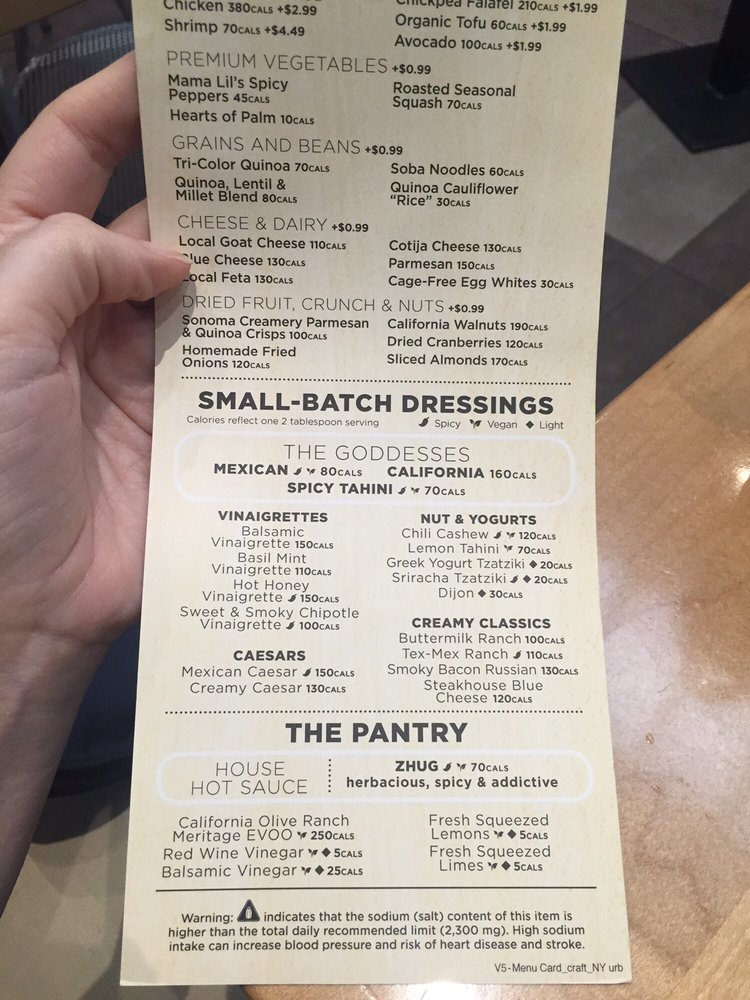 Chicken 380CALS +$2.99
Shrimp 70CALS +$4.49
Chickpea Falafel 210CALS +$1.99
Organic Tofu 60CALS +$1.99
Avocado 100CALS +$1.99
PREMIUM VEGETABLES +$0.99
Mama Lil's Spicy
Peppers 45CALS
Hearts of Palm 10CALS
Roasted Seasonal
Squash 70CALS
GRAINS AND BEANS +$0.99
Tri-Color Quinoa 70CALS
Quinoa, Lentil &
Millet Blend 80CALS
Soba Noodles 60CALS
Quinoa Cauliflower
"Rice" 30CALS
CHEESE & DAIRY +$0.99
Local Goat Cheese 110CALS
Blue Cheese 130CALS
Local Feta 130CALS
Cotija Cheese 130CALS
Parmesan 150CALS
Cage-Free Egg Whites 30CALS
DRIED FRUIT, CRUNCH & NUTS +$0.99
Sonoma Creamery Parmesan
& Quinoa Crisps 100CALS
Homemade Fried
Onions 120CALS
California Walnuts 190CALS
Dried Cranberries 120CALS
Sliced Almonds 170CALS
SMALL-BATCH DRESSINGS
Calories reflect one 2 tablespoon serving
Spicy Vegan ◆ Light
THE GODDESSES
MEXICAN 80CALS CALIFORNIA 160CALS
SPICY TAHINI 70CALS
VINAIGRETTES
Balsamic
Vinaigrette 150CALS
Basil Mint
Vinaigrette 110CALS
Hot Honey
Vinaigrette 150CALS
Sweet & Smoky Chipotle
Vinaigrette 100CALS
CAESARS
Mexican Caesar 150CALS
Creamy Caesar 130CALS
NUT & YOGURTS
Chili Cashew 120CALS
Lemon Tahini 70CALS
Greek Yogurt Tzatziki ◆ 20CALS
Sriracha Tzatziki ◆ 20CALS
Dijon ◆ 30CALS
CREAMY CLASSICS
Buttermilk Ranch 100CALS
Tex-Mex Ranch 110CALS
Smoky Bacon Russian 130CALS
Steakhouse Blue
Cheese 120CALS
THE PANTRY
HOUSE
HOT SAUCE
ZHUG 70CALS
herbacious, spicy & addictive
California Olive Ranch
Meritage EVOO 250CALS
Red Wine Vinegar ◆ 5CALS
Balsamic Vinegar ◆ 25CALS
Fresh Squeezed
Lemons ◆ 5CALS
Fresh Squeezed
Limes ◆ 5CALS
Warning: indicates that the sodium (salt) content of this item is
higher than the total daily recommended limit (2,300 mg). High sodium
intake can increase blood pressure and risk of heart disease and stroke.
V5-Menu Card_craft_NY urb